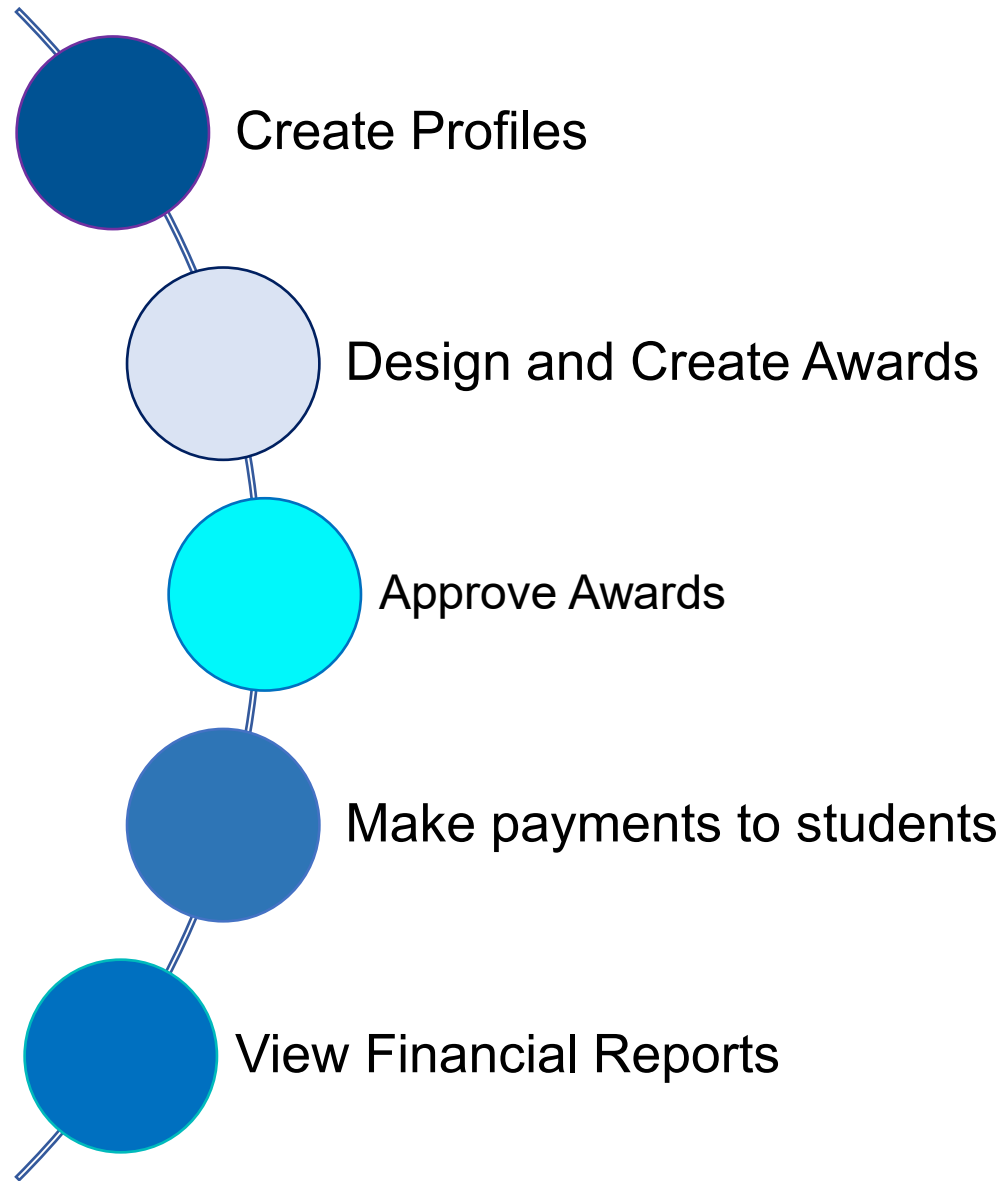 Create Profiles
Design and Create Awards
Approve Awards
Make payments to students
View Financial Reports